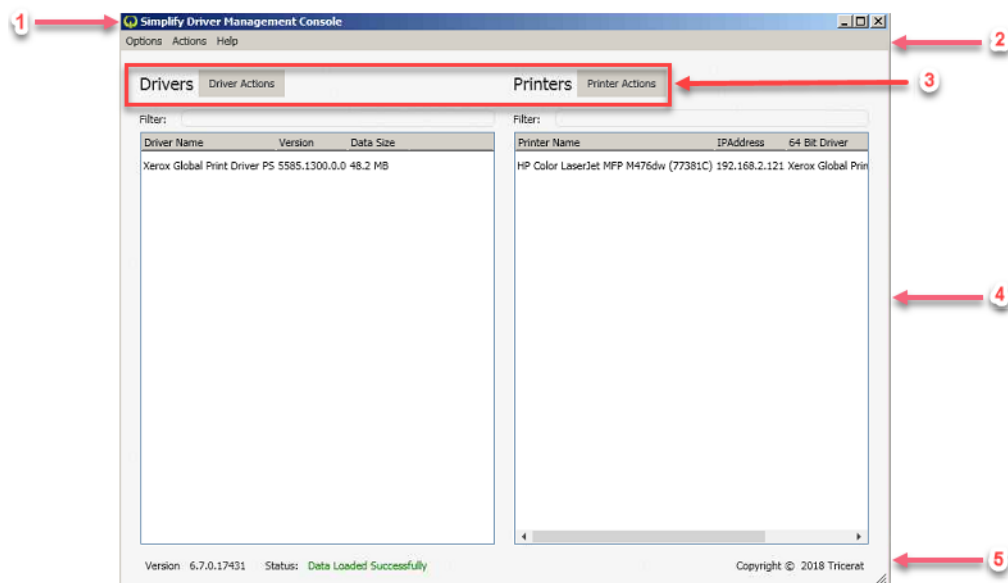 1
Simplify Driver Management Console
Options Actions Help
2
Drivers Driver Actions Printers Printer Actions
3
Filter: Filter:
Driver Name Version Data Size Printer Name IPAddress 64 Bit Driver
Xerox Global Print Driver PS 5585.1300.0.0 48.2 MB HP Color LaserJet MFP M476dw (77381C) 192.168.2.121 Xerox Global Prin
4
Version 6.7.0.17431 Status: Data Loaded Successfully Copyright © 2018 Tricerat
5